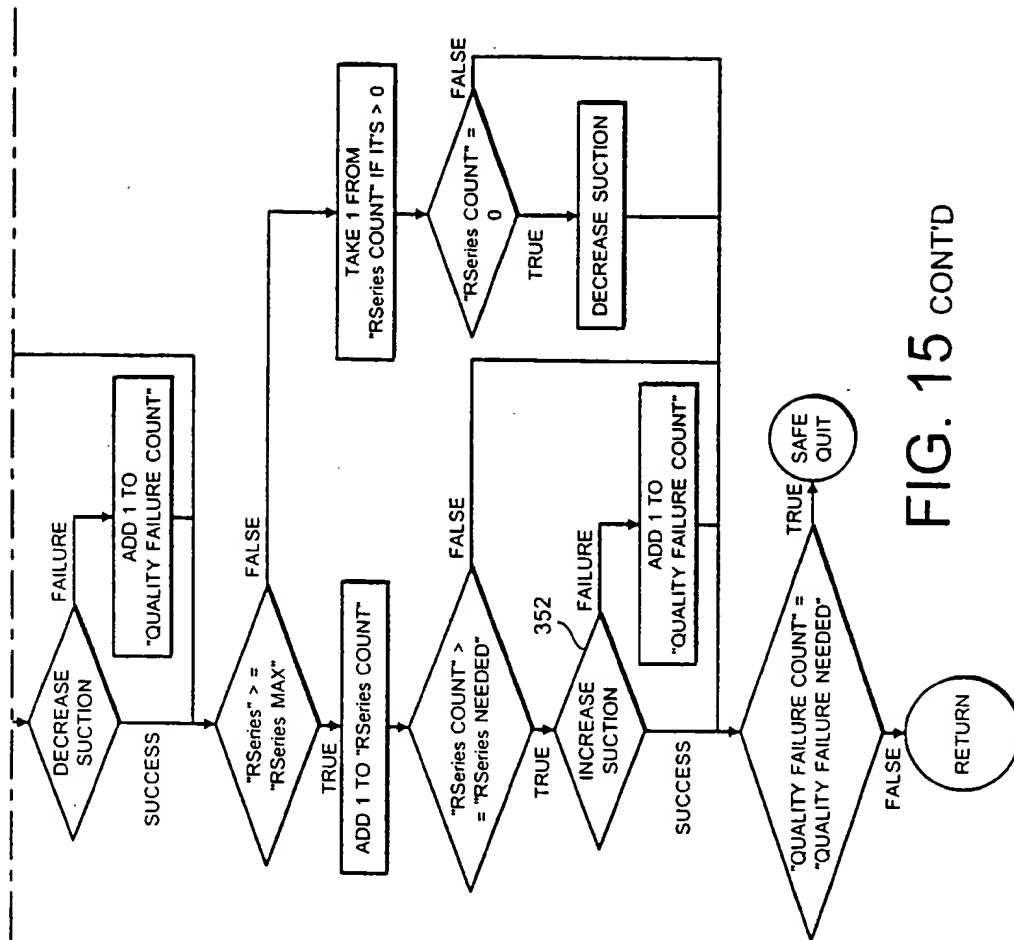 DECREASE
SUCTION
FAILURE
ADD 1 TO
"QUALITY FAILURE COUNT"
SUCCESS
"RSeries" > =
"RSeries MAX"
FALSE
TRUE
TAKE 1 FROM
"RSeries COUNT" IF IT'S > 0
ADD 1 TO "RSeries COUNT"
"RSeries COUNT" =
0
FALSE
TRUE
DECREASE SUCTION
"RSeries COUNT" >
= "RSeries NEEDED"
FALSE
TRUE
352
INCREASE
SUCTION
FAILURE
ADD 1 TO
"QUALITY FAILURE COUNT"
SUCCESS
"QUALITY FAILURE COUNT" =
"QUALITY FAILURE NEEDED"
TRUE
SAFE
QUIT
FALSE
RETURN
FIG. 15 CONT'D